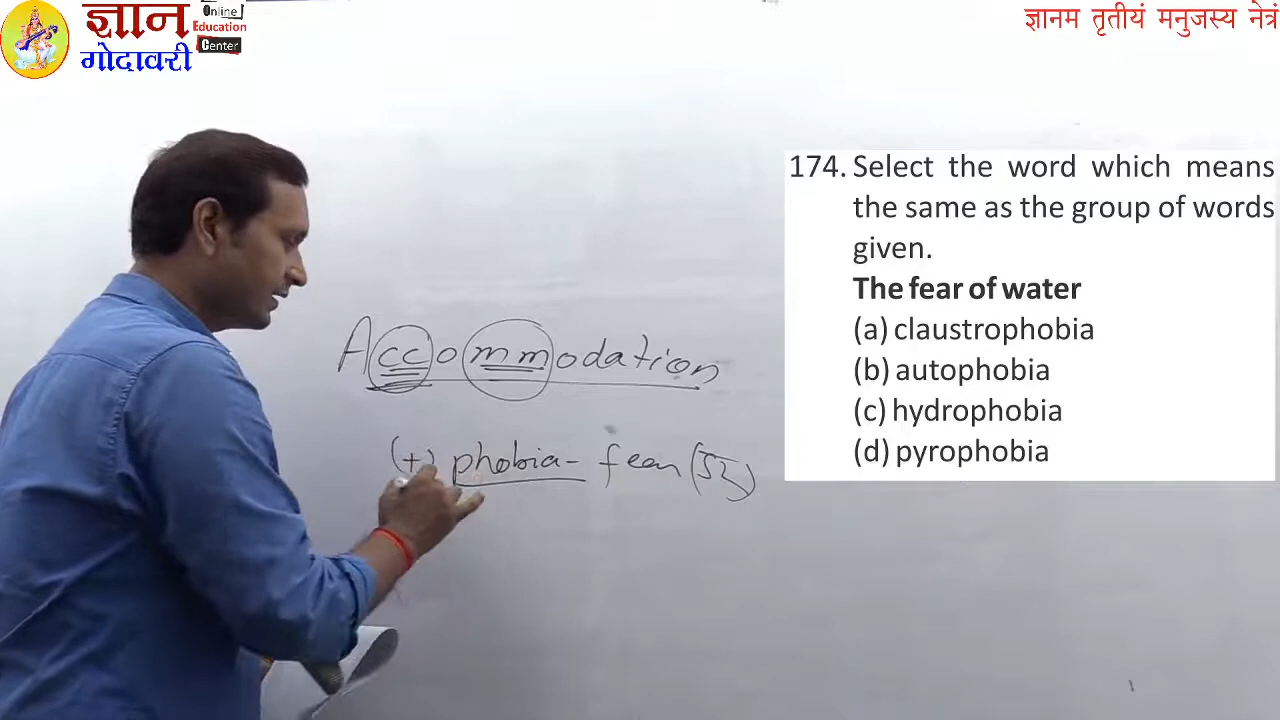 ज्ञान
Online
Education
Center
गोदावरी
ज्ञानम तृतीयं मनुजस्य नेत्रं
174. Select the word which means
the same as the group of words
given.
The fear of water
(a) claustrophobia
(b) autophobia
(c) hydrophobia
(d) pyrophobia
Accommodation
(+) phobia - fear (डर)